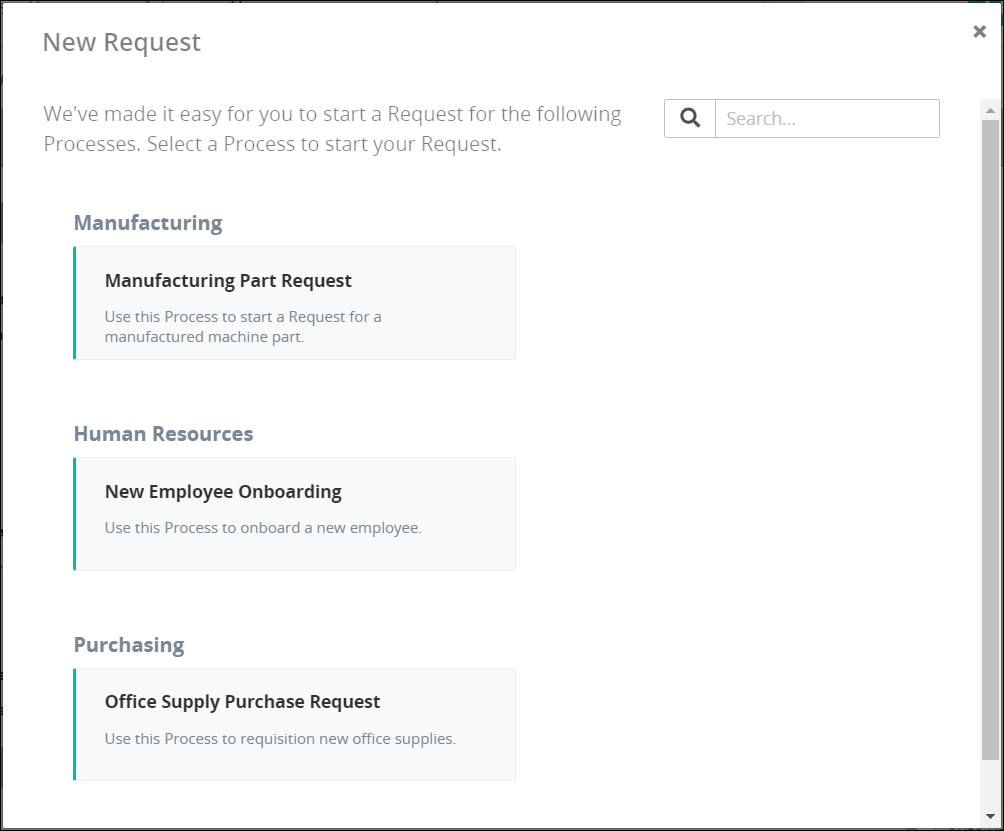 New Request
We've made it easy for you to start a Request for the following
Processes. Select a Process to start your Request.
Search...
Manufacturing
Manufacturing Part Request
Use this Process to start a Request for a
manufactured machine part.
Human Resources
New Employee Onboarding
Use this Process to onboard a new employee.
Purchasing
Office Supply Purchase Request
Use this Process to requisition new office supplies.